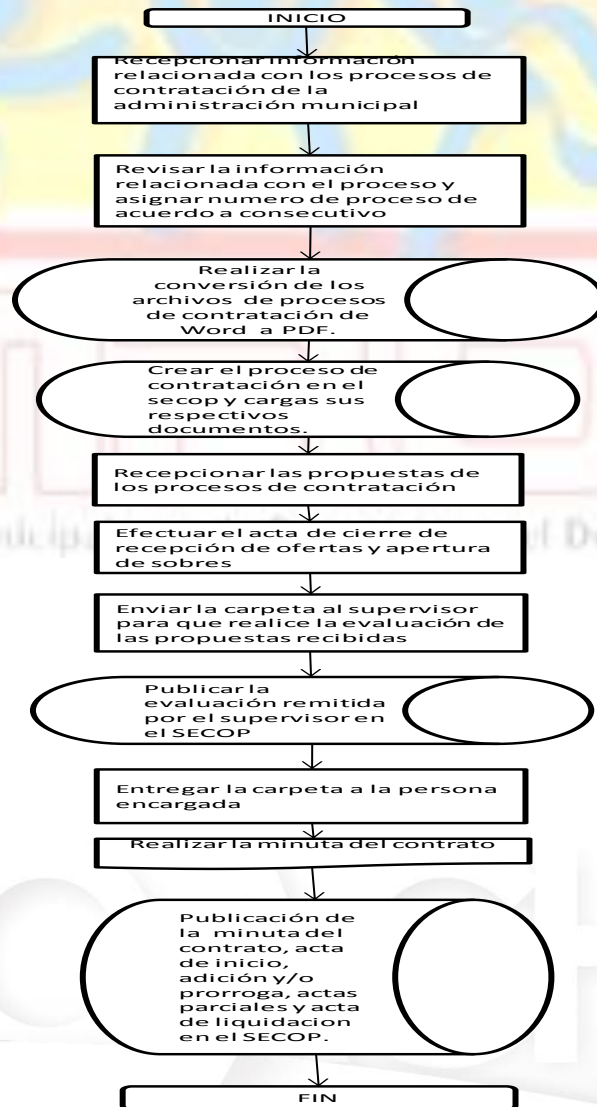 INICIO
Recepcionar información
relacionada con los procesos de
contratación de la
administración municipal
Revisar la información
relacionada con el proceso y
asignar numero de proceso de
acuerdo a consecutivo
Realizar la
conversión de los
archivos de procesos
de contratación de
Word a PDF.
Crear el proceso de
contratación en el
secop y cargas sus
respectivos
documentos.
Recepcionar las propuestas de
los procesos de contratación
Efectuar el acta de cierre de
recepción de ofertas y apertura
de sobres
Enviar la carpeta al supervisor
para que realice la evaluación de
las propuestas recibidas
Publicar la
evaluación remitida
por el supervisor en
el SECOP
Entregar la carpeta a la persona
encargada
Realizar la minuta del contrato
Publicación de
la minuta del
contrato, acta
de inicio,
adición y/o
prorroga, actas
parciales y acta
de liquidacion
en el SECOP.
FIN